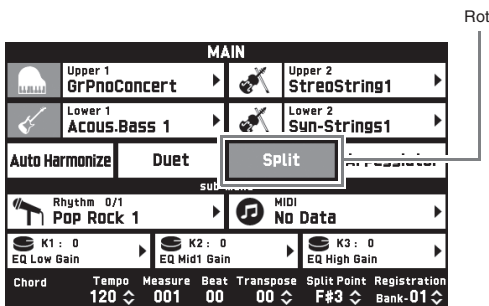 Rot
MAIN
Upper 1
GrPnoConcert
Upper 2
StreoString1
Lower 1
Acous.Bass 1
Lower 2
Syn-Strings1
Auto Harmonize
Duet
Split
sub menu
Rhythm 0/1
Pop Rock 1
MIDI
No Data
K1 : 0
EQ Low Gain
K2 : 0
EQ Mid1 Gain
K3 : 0
EQ High Gain
Chord Tempo Measure Beat Transpose Split Point Registration
120 001 00 00 F#3 Bank-01